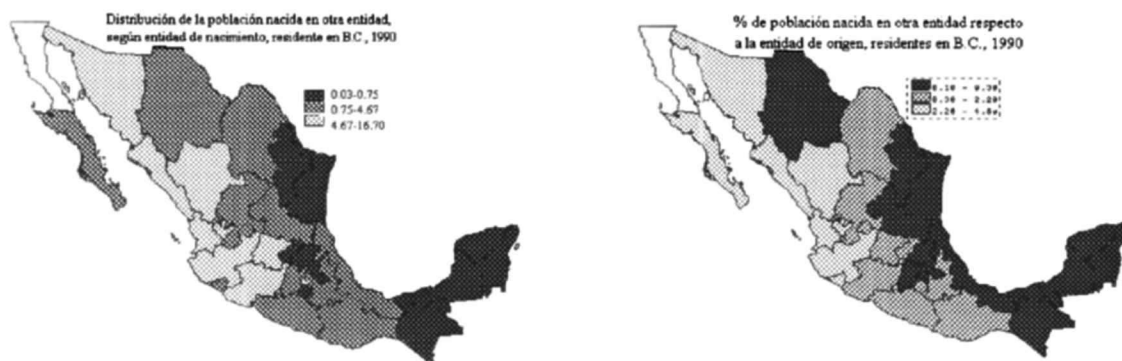 Distribución de la población nacida en otra entidad,
según entidad de nacimiento, residente en B.C., 1990
0.03-0.75
0.75-4.67
4.67-16.70
% de población nacida en otra entidad respecto
a la entidad de origen, residentes en B.C., 1990